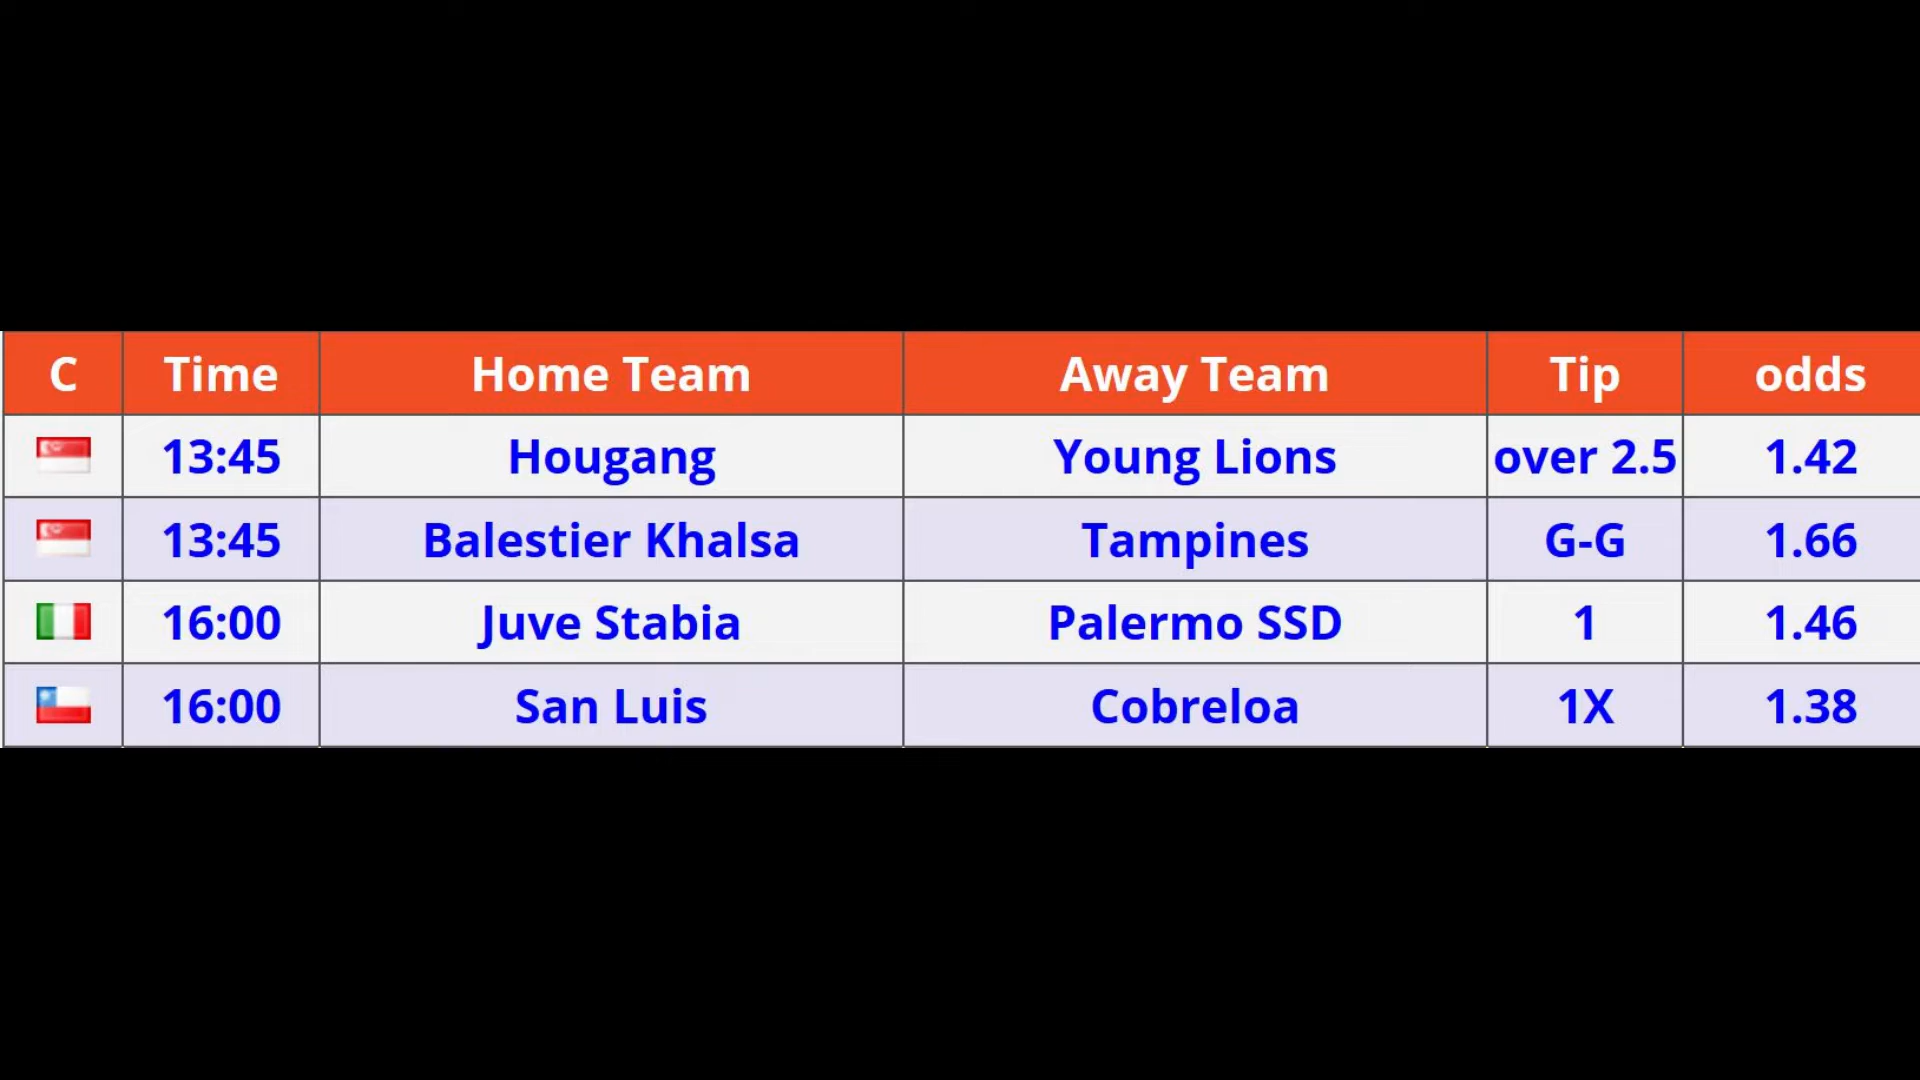 C Time Home Team Away Team Tip odds
13:45 Hougang Young Lions over 2.5 1.42
13:45 Balestier Khalsa Tampines G-G 1.66
16:00 Juve Stabia Palermo SSD 1 1.46
16:00 San Luis Cobreloa 1X 1.38